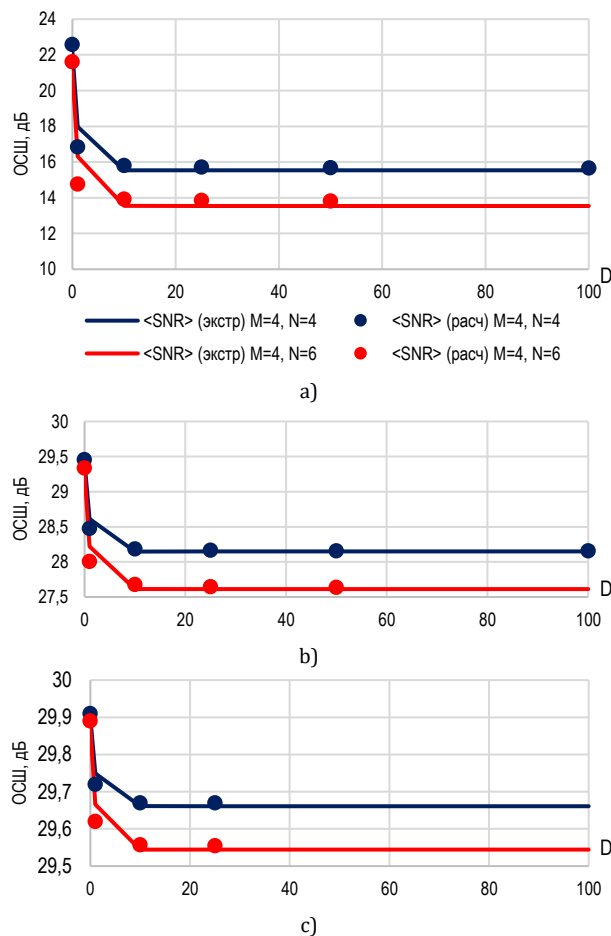 24
22
20
18
16
14
12
10
ОСШ, дБ
0 20 40 60 80 100
D
<SNR> (экстр) M=4, N=4 <SNR> (расч) M=4, N=4
<SNR> (экстр) M=4, N=6 <SNR> (расч) M=4, N=6
a)
30
29,5
29
28,5
28
27,5
ОСШ, дБ
0 20 40 60 80 100
D
b)
30
29,9
29,8
29,7
29,6
29,5
ОСШ, дБ
0 20 40 60 80 100
D
c)